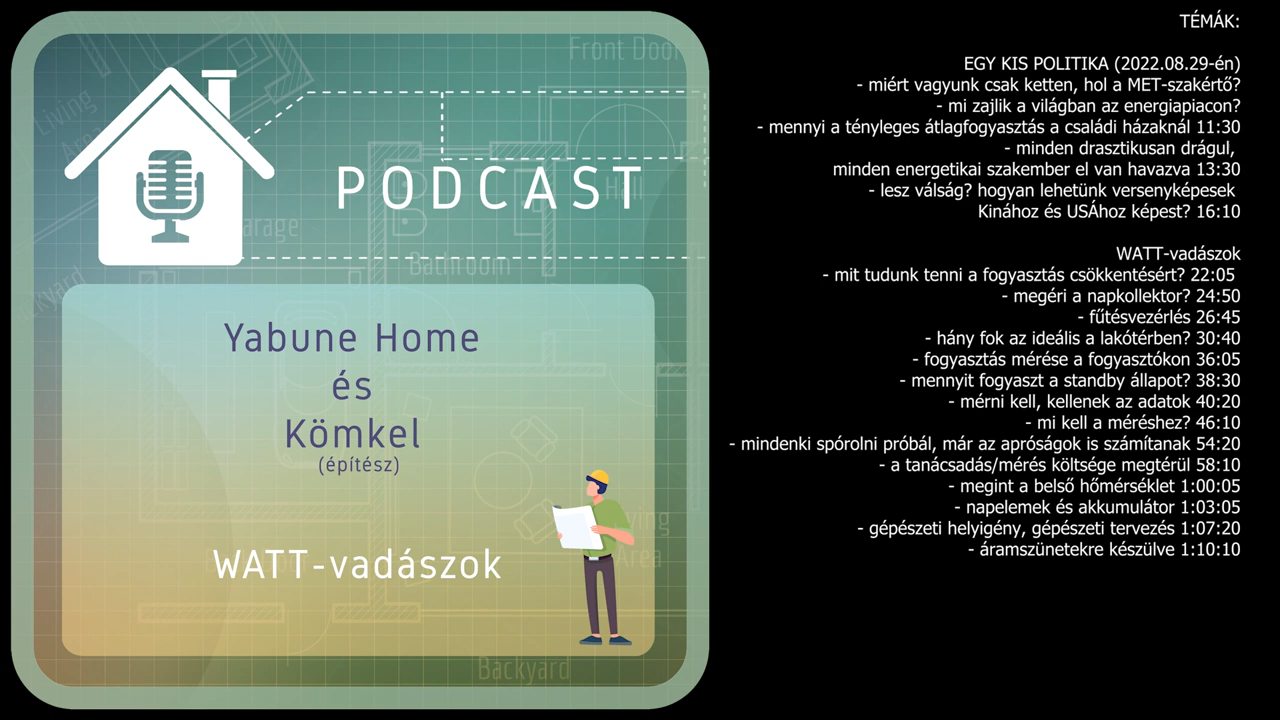 Front Door
Living
Area
PODCAST
Hall
Garage
Bathroom
Backyard
Yabune Home
és
Kömkel
(építész)
WATT-vadászok
Living
Area
Backyard
TÉMÁK:
EGY KIS POLITIKA (2022.08.29-én)
- miért vagyunk csak ketten, hol a MET-szakértő?
- mi zajlik a világban az energiapiacon?
- mennyi a tényleges átlagfogyasztás a családi házaknál 11:30
- minden drasztikusan drágul,
minden energetikai szakember el van havazva 13:30
- lesz válság? hogyan lehetünk versenyképesek
Kinához és USÁhoz képest? 16:10
WATT-vadászok
- mit tudunk tenni a fogyasztás csökkentésért? 22:05
- megéri a napkollektor? 24:50
- fűtésvezérlés 26:45
- hány fok az ideális a lakótérben? 30:40
- fogyasztás mérése a fogyasztókon 36:05
- mennyit fogyaszt a standby állapot? 38:30
- mérni kell, kellenek az adatok 40:20
- mi kell a méréshez? 46:10
- mindenki spórolni próbál, már az apróságok is számítanak 54:20
- a tanácsadás/mérés költsége megtérül 58:10
- megint a belső hőmérséklet 1:00:05
- napelemek és akkumulátor 1:03:05
- gépészeti helyigény, gépészeti tervezés 1:07:20
- áramszünetekre készülve 1:10:10